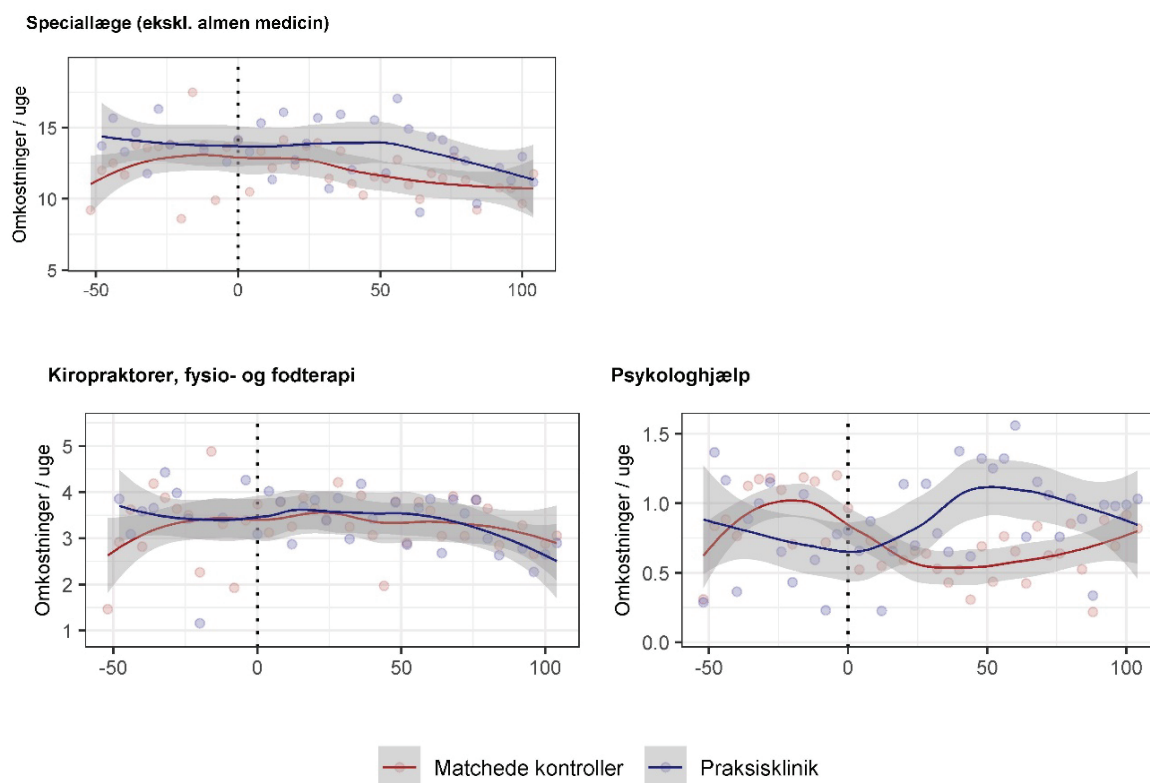 Speciallæge (ekskl. almen medicin)
Omkostninger / uge
15
10
5
-50 0 50 100
Kiropraktorer, fysio- og fodterapi
Omkostninger / uge
5
4
3
2
1
-50 0 50 100
Psykologhjælp
Omkostninger / uge
1.5
1.0
0.5
0.0
-50 0 50 100
Matchede kontroller Praksisklinik